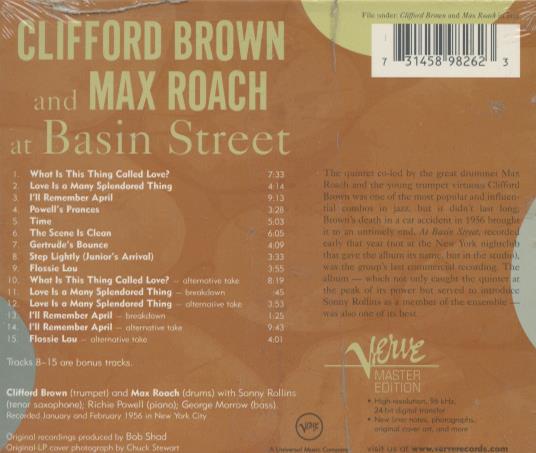 File under: Clifford Brown and Max Roach
CLIFFORD BROWN
and MAX ROACH
at Basin Street
7 31458 98262 3
1. What Is This Thing Called Love? 7:33
2. Love Is a Many Splendored Thing 4:14
3. I'll Remember April 9:13
4. Powell's Prances 3:28
5. Time 5:03
6. The Scene Is Clean 6:05
7. Gertrude's Bounce 4:09
8. Step Lightly (Junior's Arrival) 3:33
9. Flossie Lou 3:55
10. What Is This Thing Called Love? – alternative take 8:19
11. Love Is a Many Splendored Thing – breakdown :45
12. Love Is a Many Splendored Thing – alternative take 3:53
13. I'll Remember April – breakdown 1:25
14. I'll Remember April – alternative take 9:43
15. Flossie Lou – alternative take 4:01
Tracks 8–15 are bonus tracks.
Clifford Brown (trumpet) and Max Roach (drums) with Sonny Rollins
(tenor saxophone); Richie Powell (piano); George Morrow (bass).
Recorded January and February 1956 in New York City
Original recordings produced by Bob Shad
Original-LP cover photograph by Chuck Stewart
The quintet co-led by the great drummer Max
Roach and the young trumpet virtuoso Clifford
Brown was one of the most popular and influen-
tial combos in jazz, but it didn't last long;
Brown's death in a car accident in 1956 brought
it to an untimely end. At Basin Street, recorded
early that year (not at the New York nightclub
that gave the album its name, but in the studio),
was the group's last commercial recording. The
album — which not only caught the quintet at
the peak of its power but served to introduce
Sonny Rollins as a member of the ensemble —
was also one of its best.
Verve
MASTER
EDITION
• High-resolution, 96 kHz,
24 bit digital transfer
• New liner notes, photographs,
original cover art, and more
Verve
A Universal Music Company
visit us at www.ververecords.com